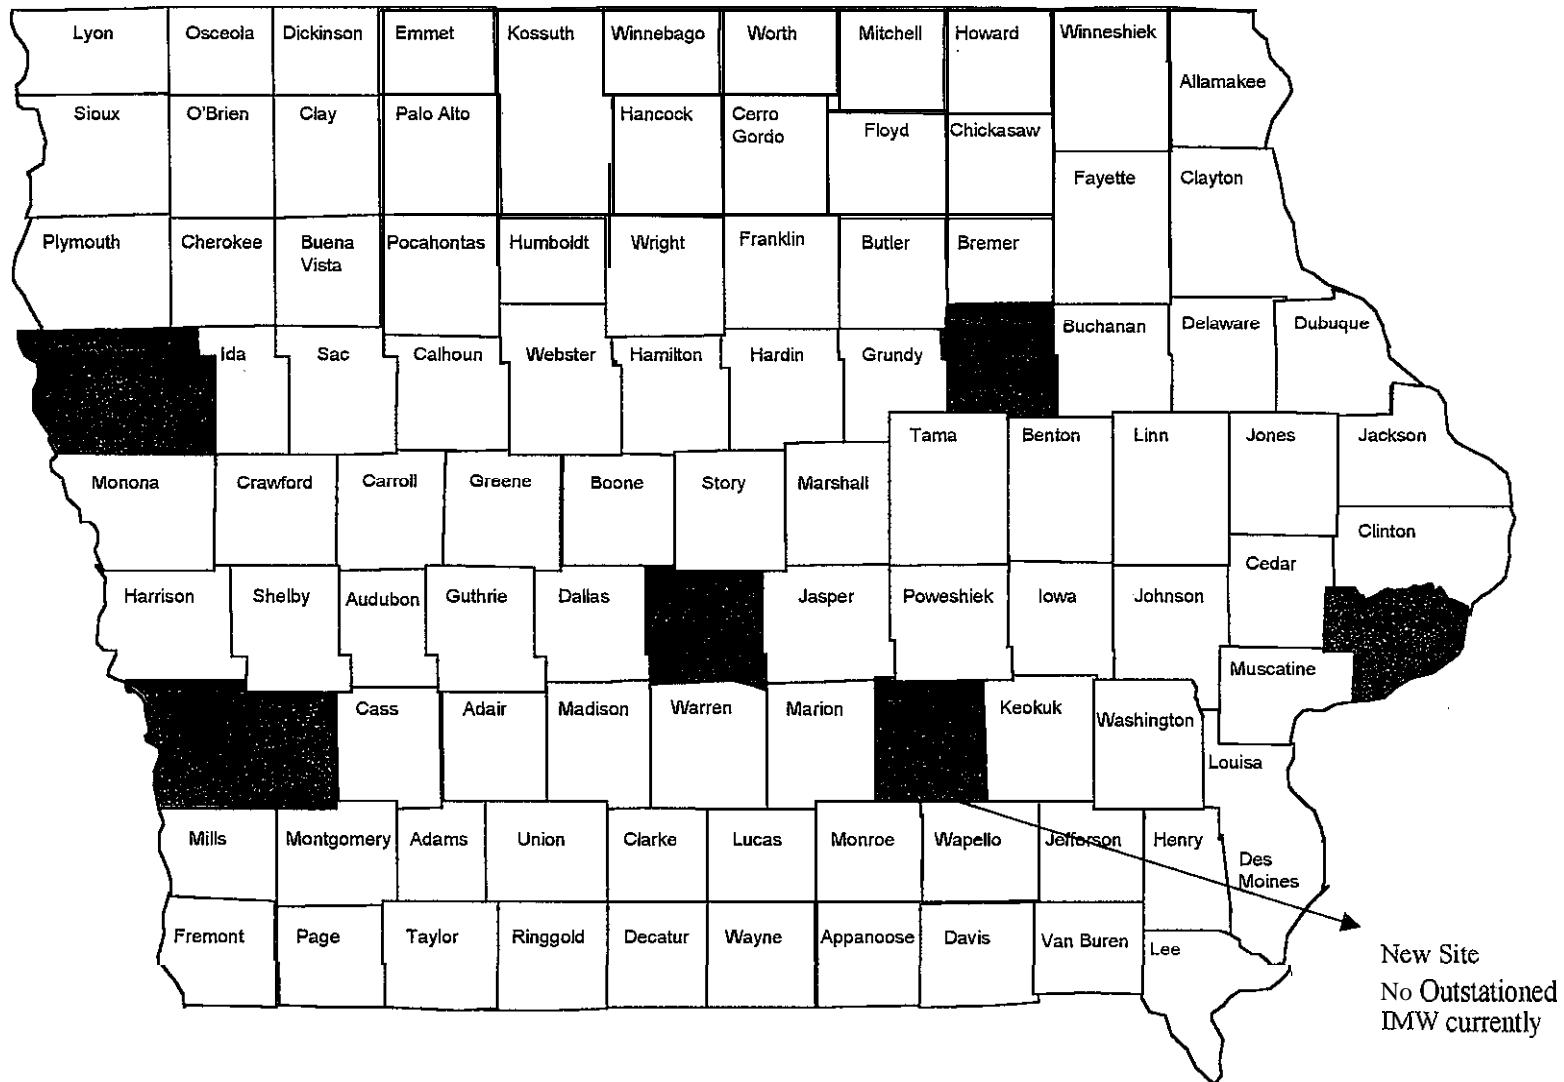 Lyon
Osceola
Dickinson
Emmet
Kossuth
Winnebago
Worth
Mitchell
Howard
Winneshiek
Allamakee
Sioux
O'Brien
Clay
Palo Alto
Hancock
Cerro
Gordo
Floyd
Chickasaw
Fayette
Clayton
Plymouth
Cherokee
Buena
Vista
Pocahontas
Humboldt
Wright
Franklin
Butler
Bremer
Ida
Sac
Calhoun
Webster
Hamilton
Hardin
Grundy
Buchanan
Delaware
Dubuque
Tama
Benton
Linn
Jones
Jackson
Monona
Crawford
Carroll
Greene
Boone
Story
Marshall
Clinton
Cedar
Harrison
Shelby
Audubon
Guthrie
Dallas
Jasper
Poweshiek
Iowa
Johnson
Muscatine
Cass
Adair
Madison
Warren
Marion
Keokuk
Washington
Louisa
Mills
Montgomery
Adams
Union
Clarke
Lucas
Monroe
Wapello
Jefferson
Henry
Des
Moines
Fremont
Page
Taylor
Ringgold
Decatur
Wayne
Appanoose
Davis
Van Buren
Lee
New Site
No Outstationed
IMW currently